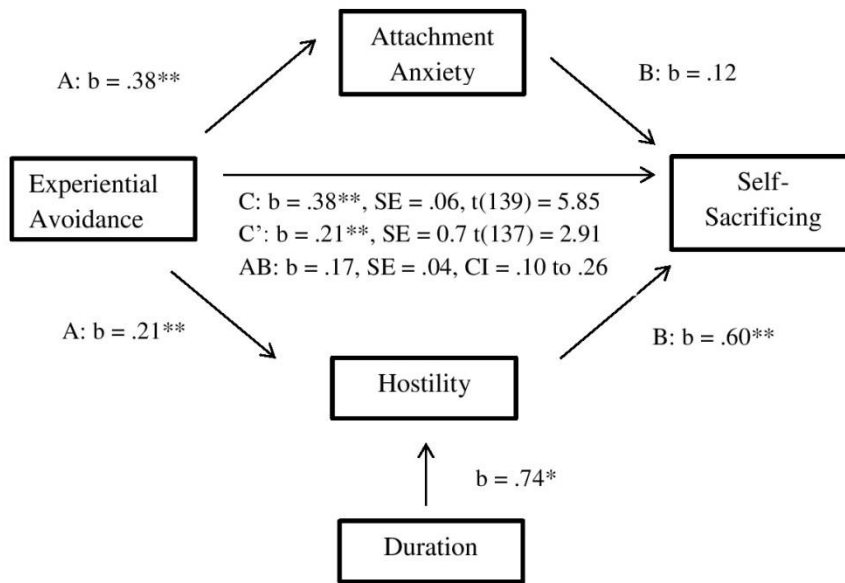 Attachment
Anxiety
A: b = .38**
B: b = .12
Experiential
Avoidance
C: b = .38**, SE = .06, t(139) = 5.85
C’: b = .21**, SE = 0.7 t(137) = 2.91
AB: b = .17, SE = .04, CI = .10 to .26
Self-
Sacrificing
A: b = .21**
B: b = .60**
Hostility
b = .74*
Duration